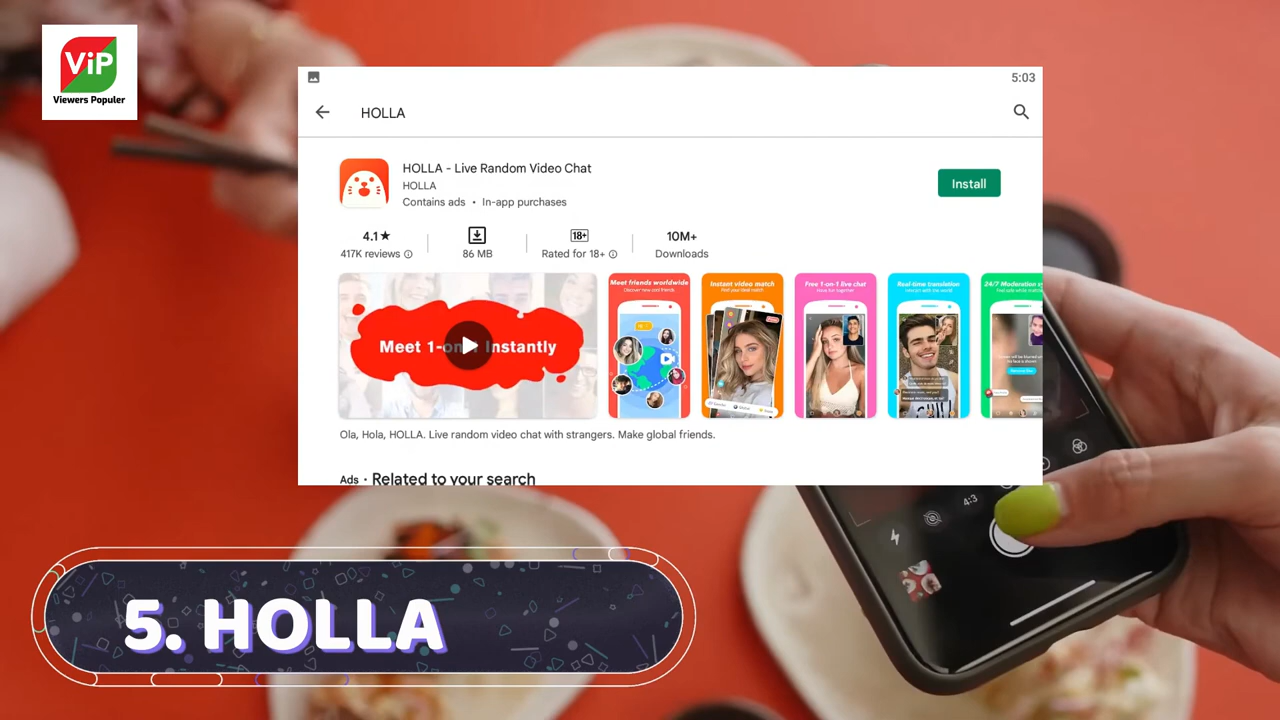 ViP
Viewers Populer
5:03
HOLLA
HOLLA - Live Random Video Chat
HOLLA
Contains ads • In-app purchases
Install
4.1★
417K reviews
86 MB
18+
Rated for 18+
10M+
Downloads
Meet 1-on Instantly
Meet friends worldwide
Instant video match
Free 1-on-1 live chat
Real-time translation
24/7 Moderation
Ola, Hola, HOLLA. Live random video chat with strangers. Make global friends.
Ads · Related to your search
4:3
5. HOLLA